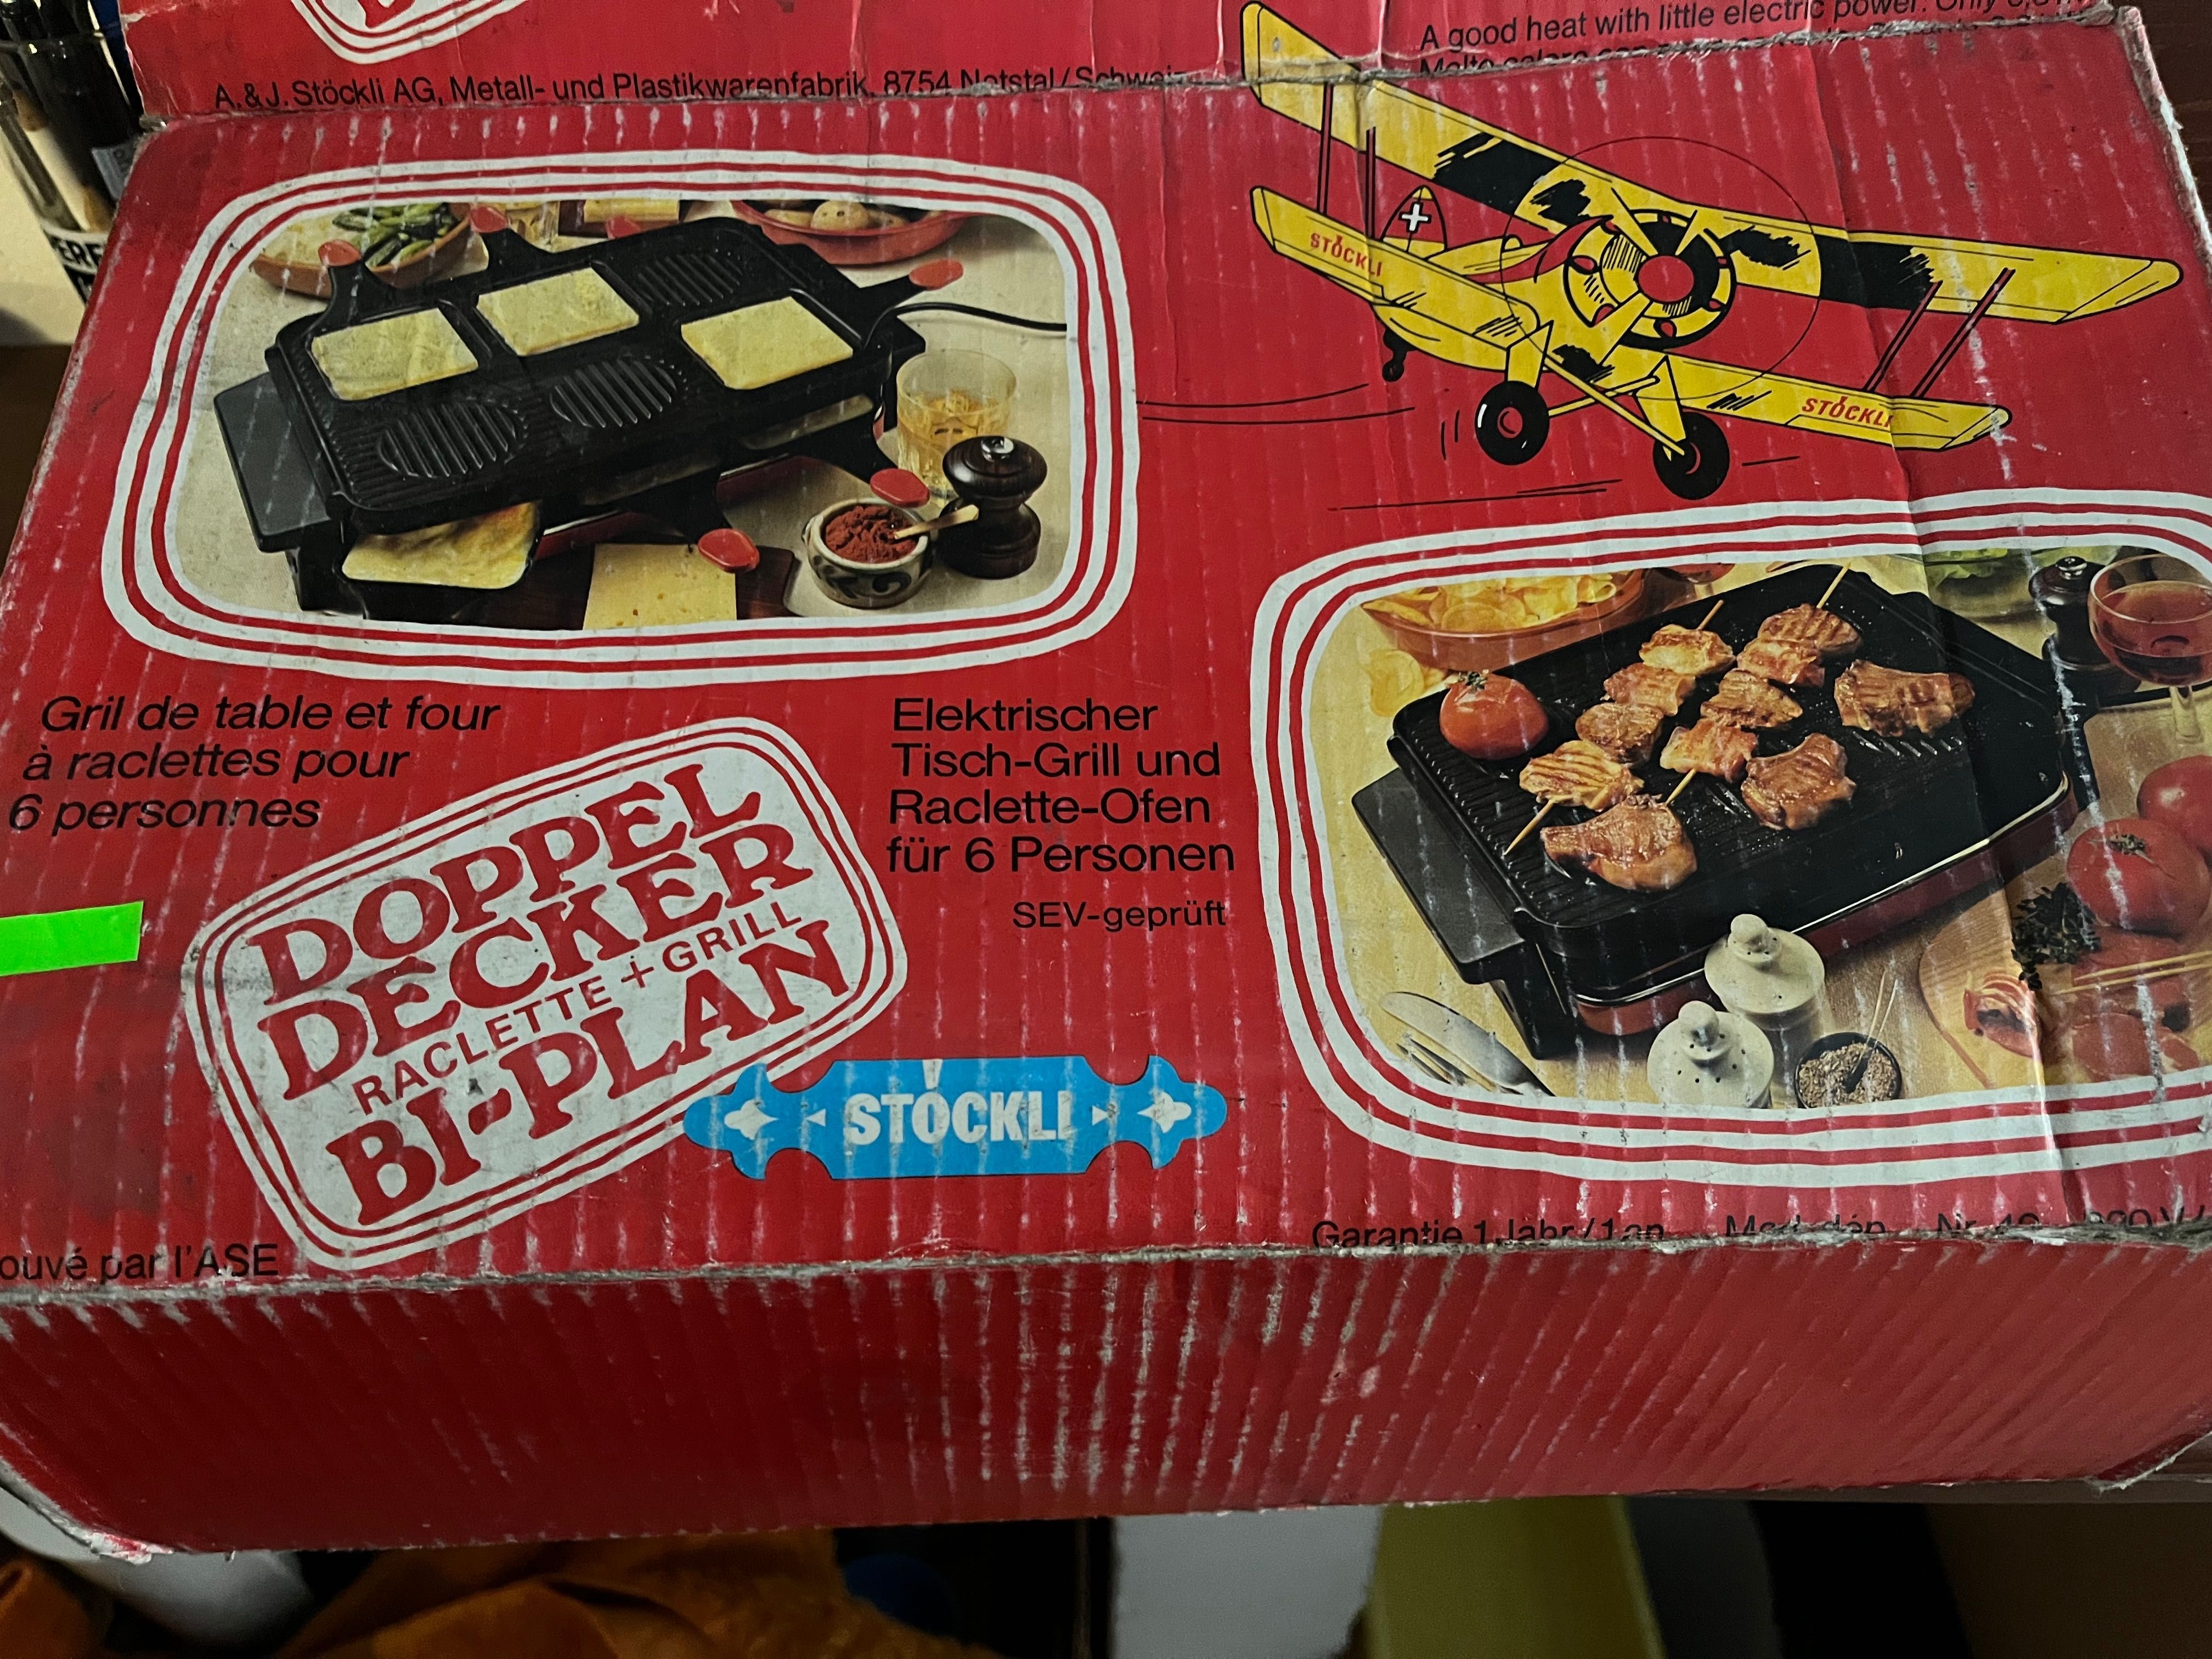 A.&J. Stöckli AG, Metall- und Plastikwarenfabrik, 8754 Netstal/Schweiz
A good heat with little electric power. Only
STÖCKLI
STÖCKLI
Gril de table et four
à raclettes pour
6 personnes
Elektrischer
Tisch-Grill und
Raclette-Ofen
für 6 Personen
SEV-geprüft
DOPPEL
DECKER
RACLETTE + GRILL
BI-PLAN
STÖCKLI
par l'ASE
Garantie 1 Jahr/1 an